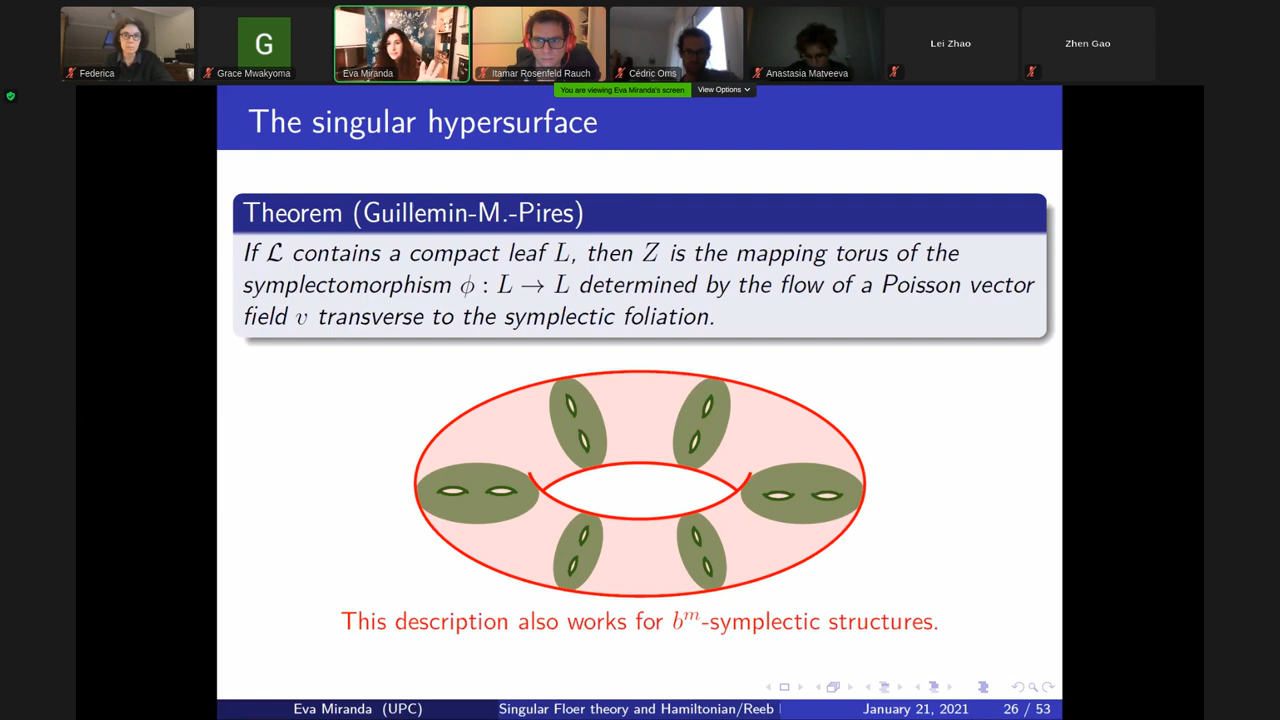 Federica
G
Grace Mwakyoma
Eva Miranda
Itamar Rosenfeld Rauch
Cédric Oms
Anastasia Matveeva
Lei Zhao
Zhen Gao
You are viewing Eva Miranda's screen
View Options
The singular hypersurface
Theorem (Guillemin-M.-Pires)
If ℒ contains a compact leaf L, then Z is the mapping torus of the
symplectomorphism ϕ : L → L determined by the flow of a Poisson vector
field v transverse to the symplectic foliation.
This description also works for bᵐ-symplectic structures.
Eva Miranda (UPC)
Singular Floer theory and Hamiltonian/Reeb
January 21, 2021
26 / 53